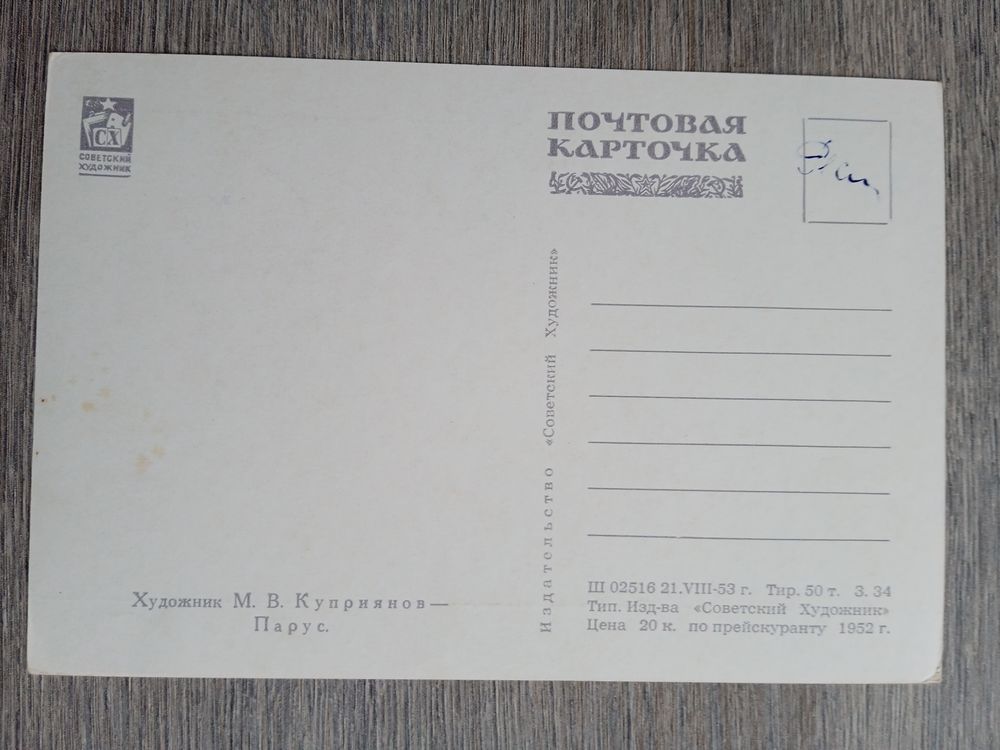 СХ
СОВЕТСКИЙ
ХУДОЖНИК
ПОЧТОВАЯ
КАРТОЧКА
Издательство «Советский Художник»
Художник М. В. Куприянов —
Парус.
Ш 02516 21.VIII-53 г. Тир. 50 т. З. 34
Тип. Изд-ва «Советский Художник»
Цена 20 к. по прейскуранту 1952 г.